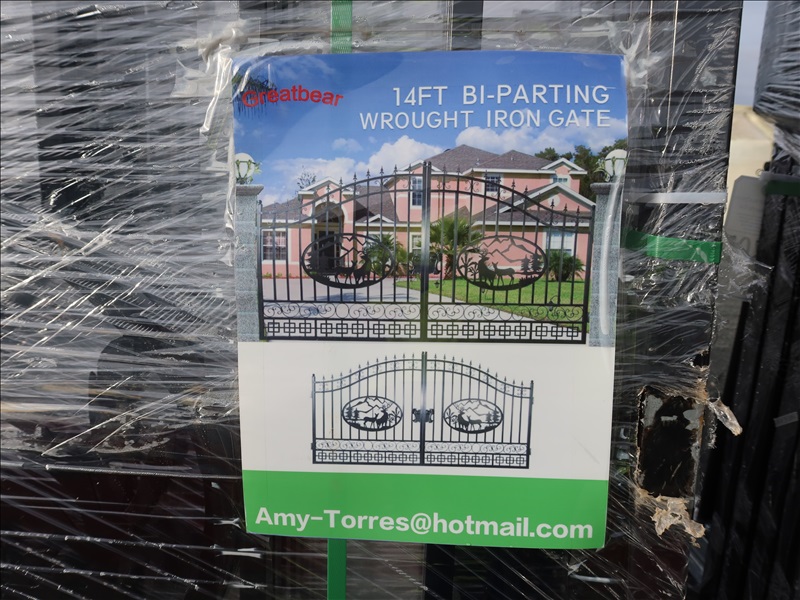 Greatbear
14FT BI-PARTING
WROUGHT IRON GATE
Amy-Torres@hotmail.com